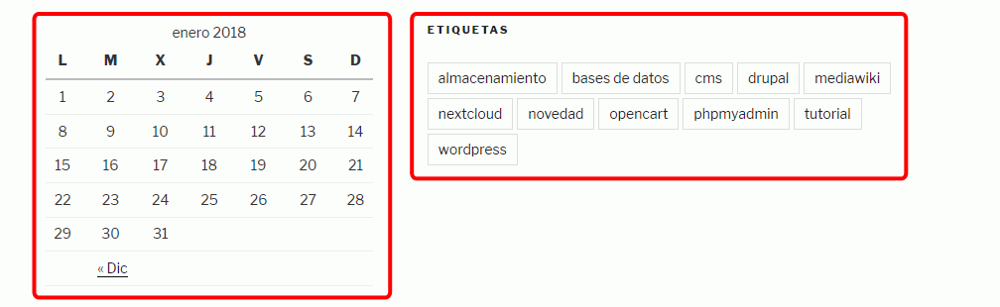 enero 2018
L M X J V S D
1 2 3 4 5 6 7
8 9 10 11 12 13 14
15 16 17 18 19 20 21
22 23 24 25 26 27 28
29 30 31
« Dic
ETIQUETAS
almacenamiento bases de datos cms drupal mediawiki
nextcloud novedad opencart phpmyadmin tutorial
wordpress